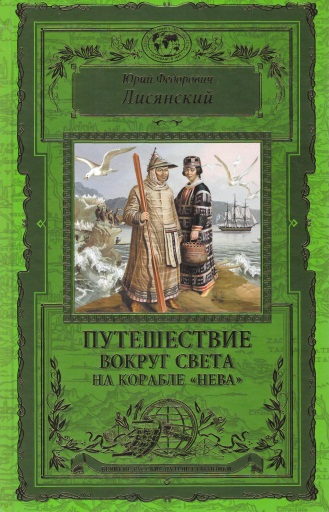 Юрий Федорович
Лисянский
ПУТЕШЕСТВИЕ
ВОКРУГ СВЕТА
НА КОРАБЛЕ «НЕВА»